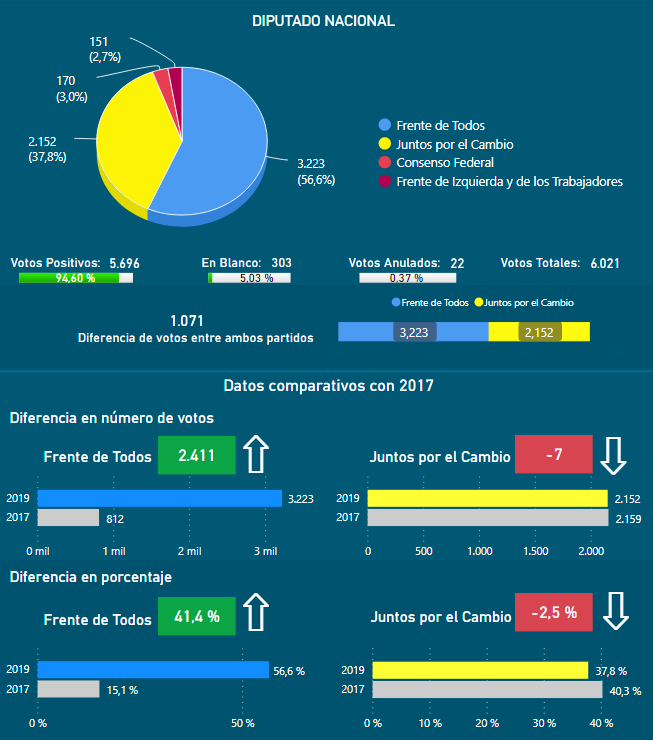 DIPUTADO NACIONAL
151
(2,7%)
170
(3,0%)
2.152
(37,8%)
3.223
(56,6%)
Frente de Todos
Juntos por el Cambio
Consenso Federal
Frente de Izquierda y de los Trabajadores
Votos Positivos: 5.696
94,60 %
En Blanco: 303
5,03 %
Votos Anulados: 22
0,37 %
Votos Totales: 6.021
1.071
Diferencia de votos entre ambos partidos
Frente de Todos Juntos por el Cambio
3,223 2,152
Datos comparativos con 2017
Diferencia en número de votos
Frente de Todos 2.411
2019 3.223
2017 812
0 mil 1 mil 2 mil 3 mil
Juntos por el Cambio -7
2019 2.152
2017 2.159
0 500 1.000 1.500 2.000
Diferencia en porcentaje
Frente de Todos 41,4 %
2019 56,6 %
2017 15,1 %
0 % 50 %
Juntos por el Cambio -2,5 %
2019 37,8 %
2017 40,3 %
0 % 10 % 20 % 30 % 40 %